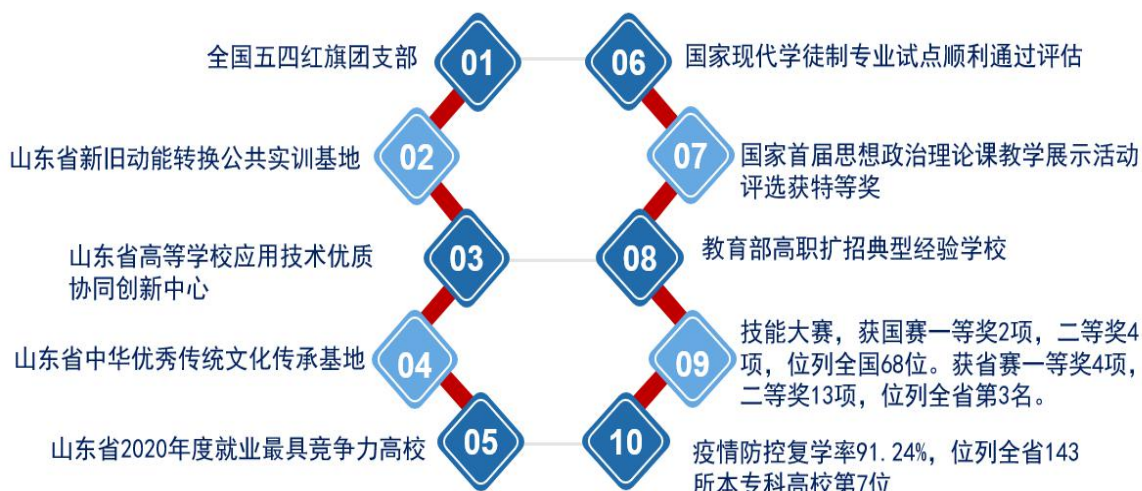 全国五四红旗团支部
01
山东省新旧动能转换公共实训基地
02
山东省高等学校应用技术优质
协同创新中心
03
山东省中华优秀传统文化传承基地
04
山东省2020年度就业最具竞争力高校
05
06
国家现代学徒制专业试点顺利通过评估
07
国家首届思想政治理论课教学展示活动
评选获特等奖
08
教育部高职扩招典型经验学校
09
技能大赛，获国赛一等奖2项，二等奖4
项，位列全国68位。获省赛一等奖4项，
二等奖13项，位列全省第3名。
10
疫情防控复学率91.24%，位列全省143
所本专科高校第7位